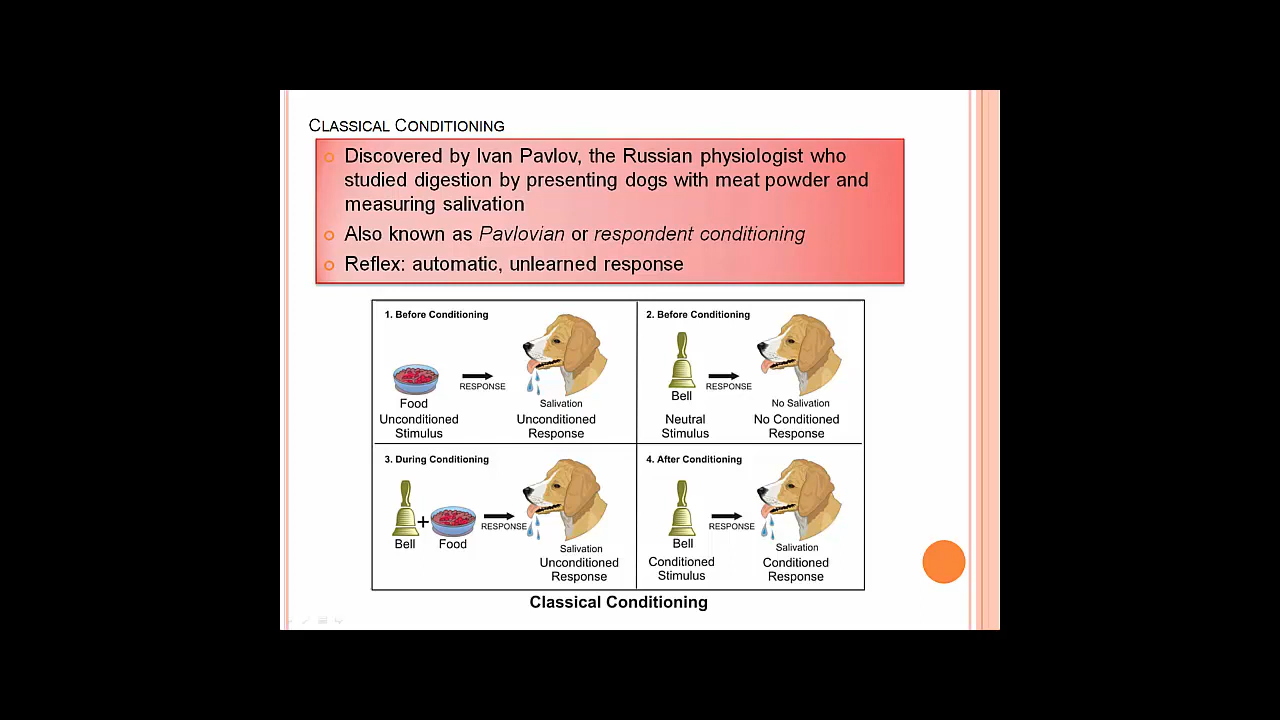 CLASSICAL CONDITIONING
Discovered by Ivan Pavlov, the Russian physiologist who
studied digestion by presenting dogs with meat powder and
measuring salivation
Also known as Pavlovian or respondent conditioning
Reflex: automatic, unlearned response
1. Before Conditioning
RESPONSE
Food
Salivation
Unconditioned
Stimulus
Unconditioned
Response
2. Before Conditioning
RESPONSE
Bell
No Salivation
Neutral
Stimulus
No Conditioned
Response
3. During Conditioning
+
RESPONSE
Bell
Food
Salivation
Unconditioned
Response
4. After Conditioning
RESPONSE
Bell
Salivation
Conditioned
Stimulus
Conditioned
Response
Classical Conditioning